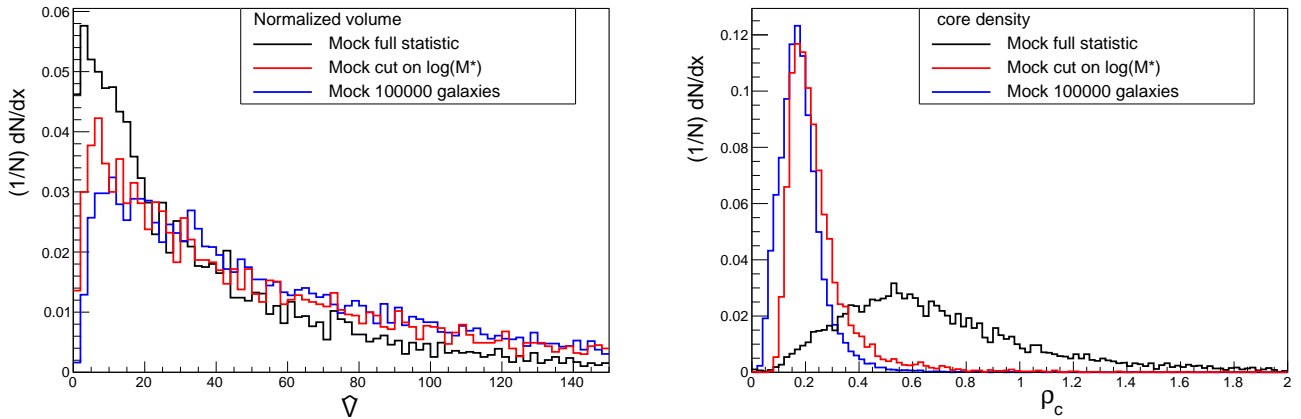 Normalized volume
Mock full statistic
Mock cut on log(M*)
Mock 100000 galaxies
(1/N) dN/dx
0.06
0.05
0.04
0.03
0.02
0.01
0
0 20 40 60 80 100 120 140
V̂
core density
Mock full statistic
Mock cut on log(M*)
Mock 100000 galaxies
(1/N) dN/dx
0.12
0.1
0.08
0.06
0.04
0.02
0
0 0.2 0.4 0.6 0.8 1 1.2 1.4 1.6 1.8 2
ρ_c